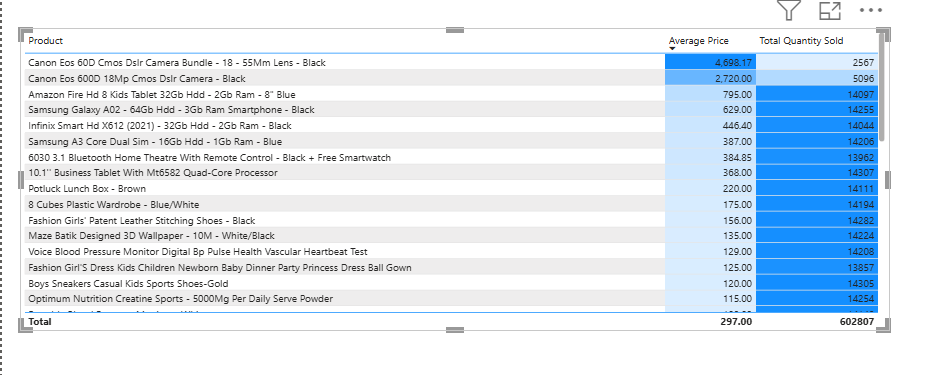 Product Average Price Total Quantity Sold
Canon Eos 60D Cmos Dslr Camera Bundle - 18 - 55Mm Lens - Black 4,698.17 2567
Canon Eos 600D 18Mp Cmos Dslr Camera - Black 2,720.00 5096
Amazon Fire Hd 8 Kids Tablet 32Gb Hdd - 2Gb Ram - 8" Blue 795.00 14097
Samsung Galaxy A02 - 64Gb Hdd - 3Gb Ram Smartphone - Black 629.00 14255
Infinix Smart Hd X612 (2021) - 32Gb Hdd - 2Gb Ram - Black 446.40 14044
Samsung A3 Core Dual Sim - 16Gb Hdd - 1Gb Ram - Blue 387.00 14206
6030 3.1 Bluetooth Home Theatre With Remote Control - Black + Free Smartwatch 384.85 13962
10.1'' Business Tablet With Mt6582 Quad-Core Processor 368.00 14307
Potluck Lunch Box - Brown 220.00 14111
8 Cubes Plastic Wardrobe - Blue/White 175.00 14194
Fashion Girls' Patent Leather Stitching Shoes - Black 156.00 14282
Maze Batik Designed 3D Wallpaper - 10M - White/Black 135.00 14224
Voice Blood Pressure Monitor Digital Bp Pulse Health Vascular Heartbeat Test 129.00 14208
Fashion Girl'S Dress Kids Children Newborn Baby Dinner Party Princess Dress Ball Gown 125.00 13857
Boys Sneakers Casual Kids Sports Shoes-Gold 120.00 14305
Optimum Nutrition Creatine Sports - 5000Mg Per Daily Serve Powder 115.00 14254
Total 297.00 602807